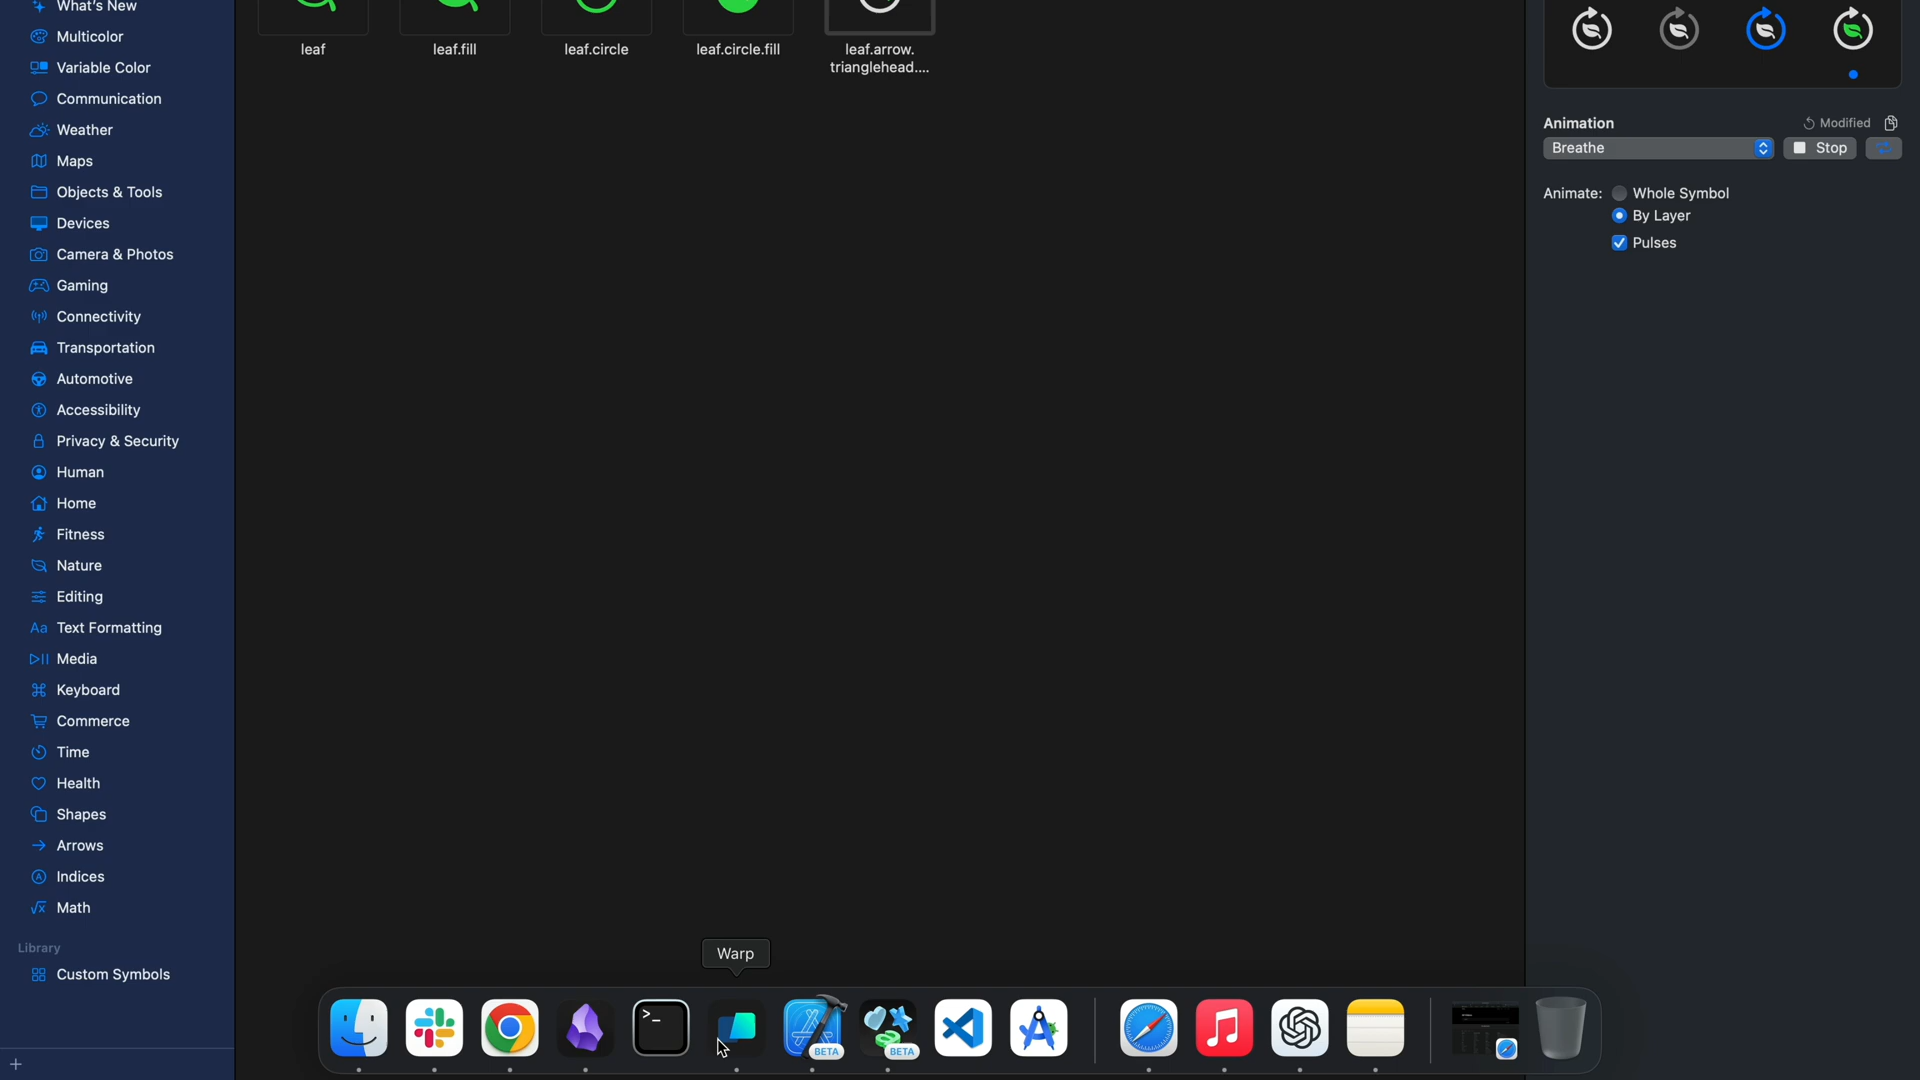 What's New
Multicolor
Variable Color
Communication
Weather
Maps
Objects & Tools
Devices
Camera & Photos
Gaming
Connectivity
Transportation
Automotive
Accessibility
Privacy & Security
Human
Home
Fitness
Nature
Editing
Aa Text Formatting
Media
Keyboard
Commerce
Time
Health
Shapes
Arrows
Indices
Math
Library
Custom Symbols
leaf
leaf.fill
leaf.circle
leaf.circle.fill
leaf.arrow.
trianglehead....
Animation
Modified
Breathe
Stop
Animate:
Whole Symbol
By Layer
Pulses
Warp
>_
BETA
BETA